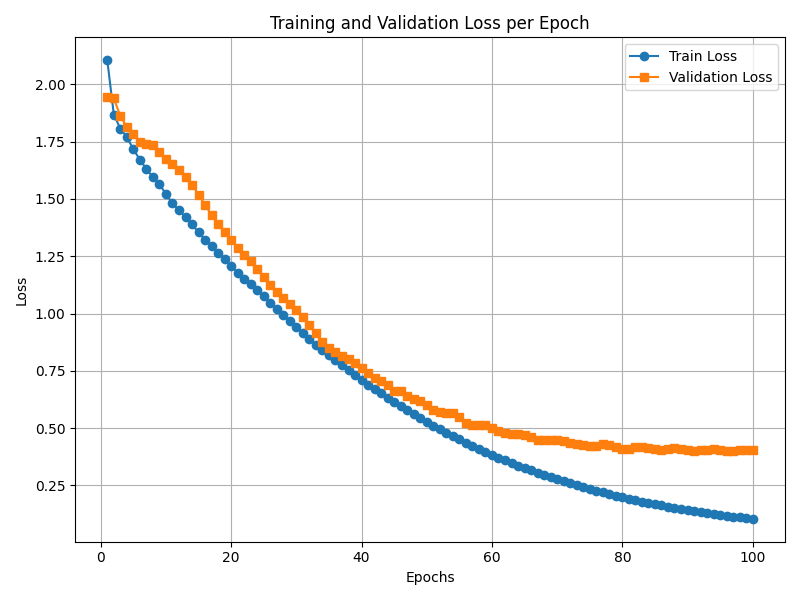 Training and Validation Loss per Epoch
Train Loss
Validation Loss
2.00
1.75
1.50
1.25
1.00
0.75
0.50
0.25
Loss
0 20 40 60 80 100
Epochs